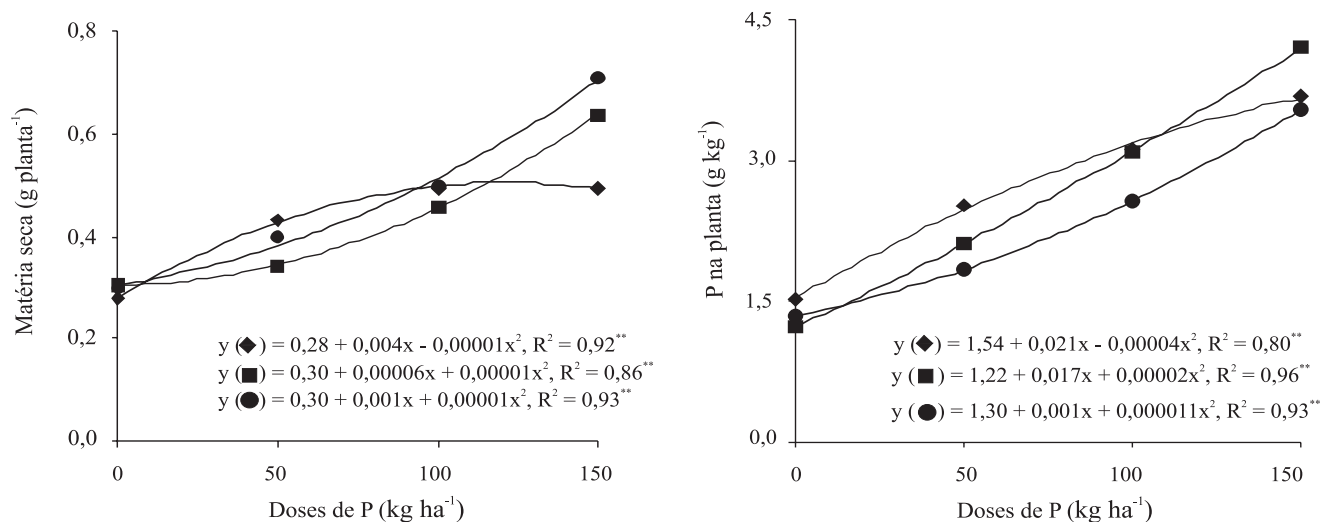 Matéria seca (g planta⁻¹)
0,8
0,6
0,4
0,2
0,0
y (◆) = 0,28 + 0,004x - 0,00001x², R² = 0,92**
y (■) = 0,30 + 0,00006x + 0,00001x², R² = 0,86**
y (●) = 0,30 + 0,001x + 0,00001x², R² = 0,93**
0 50 100 150
Doses de P (kg ha⁻¹)
P na planta (g kg⁻¹)
4,5
3,0
1,5
0,0
y (◆) = 1,54 + 0,021x - 0,00004x², R² = 0,80**
y (■) = 1,22 + 0,017x + 0,00002x², R² = 0,96**
y (●) = 1,30 + 0,001x + 0,000011x², R² = 0,93**
0 50 100 150
Doses de P (kg ha⁻¹)